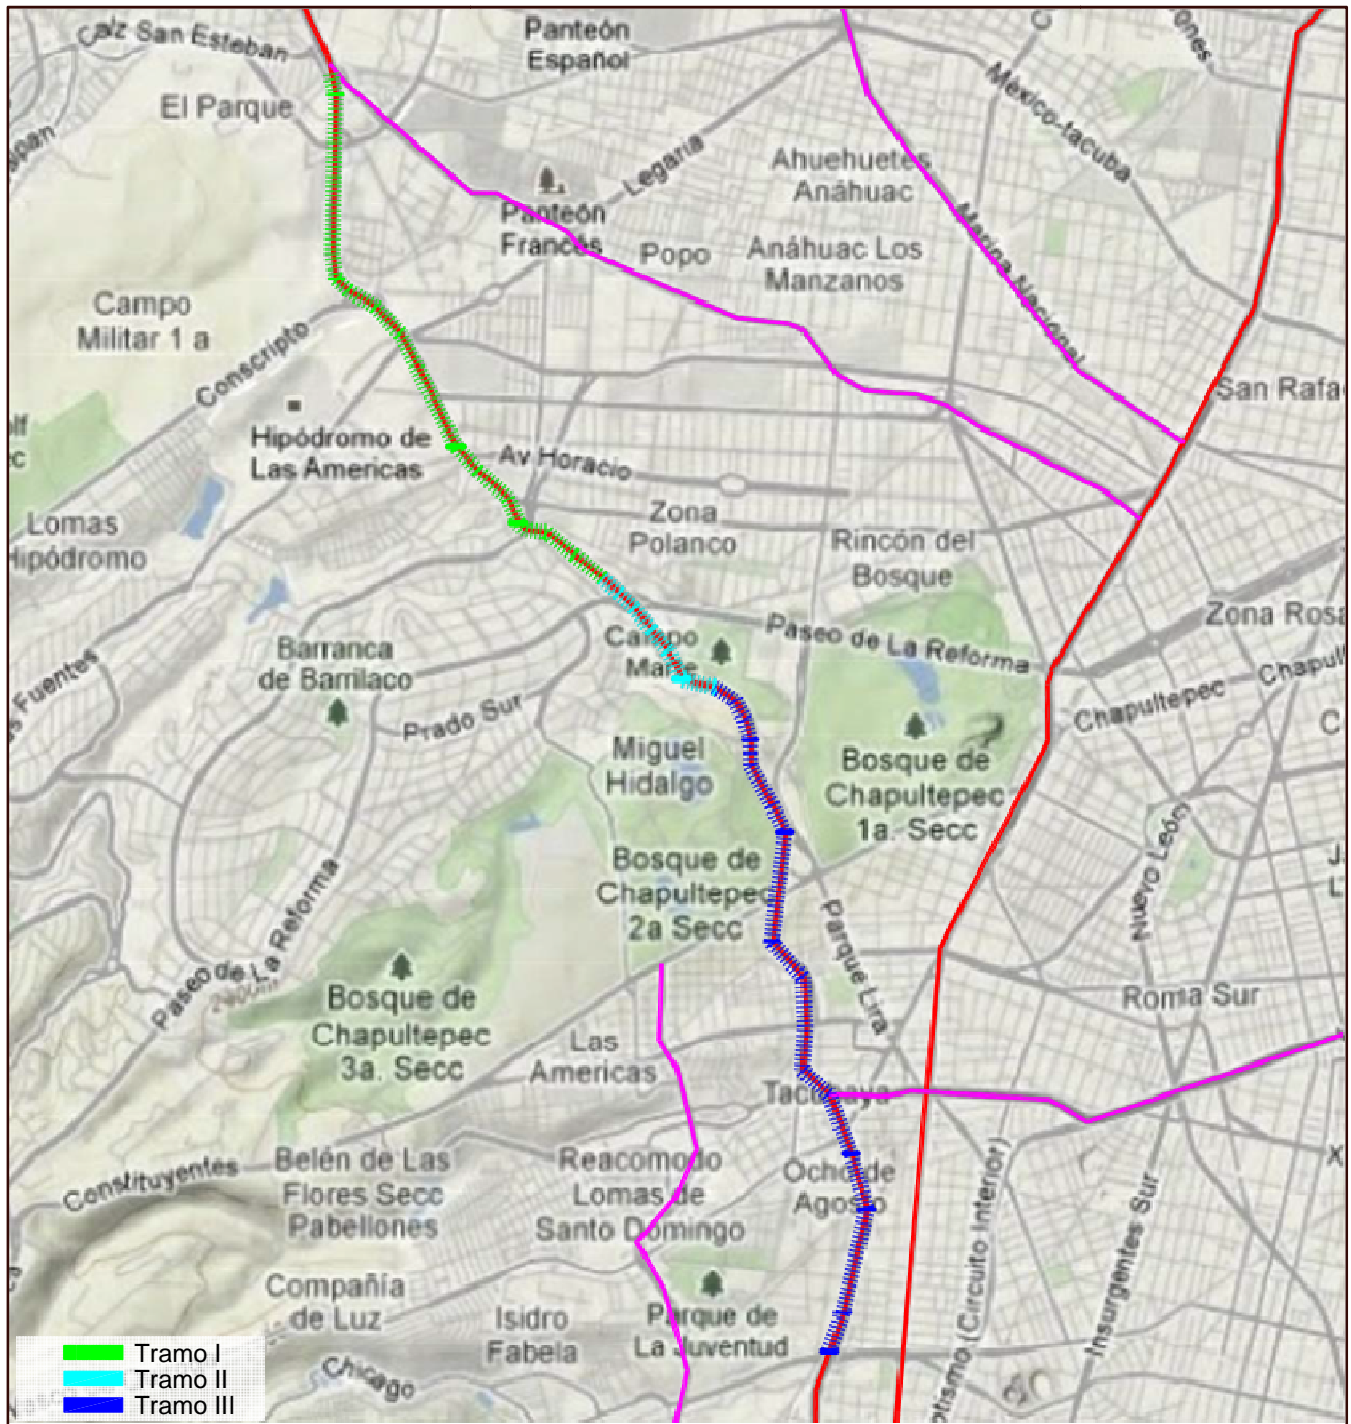 Calz San Esteban
Panteón
Español
El Parque
México-tacuba
Legaria
Ahuehuetes
Anáhuac
Panteón
Francés
Popo
Anáhuac Los
Manzanos
Marina Nacional
Campo
Militar 1 a
Conscripto
San Rafa
Hipódromo de
Las Americas
Av Horacio
Lomas
Hipódromo
Zona
Polanco
Rincón del
Bosque
Zona Rosa
Barranca
de Barrilaco
Campo
Marte
Paseo de La Reforma
Fuentes
Prado Sur
Chapultepec
Miguel
Hidalgo
Bosque de
Chapultepec
1a. Secc
Bosque de
Chapultepec
2a Secc
Nuevo León
Parque Lira
Paseo de La Reforma
Bosque de
Chapultepec
3a. Secc
Roma Sur
Las
Americas
Tacubaya
Constituyentes
Belén de Las
Flores Secc
Pabellones
Reacomodo
Lomas de
Santo Domingo
Ocho de
Agosto
(Circuito Interior)
Insurgentes Sur
Compañía
de Luz
Isidro
Fabela
Parque de
La Juventud
Chicago
Tramo I
Tramo II
Tramo III